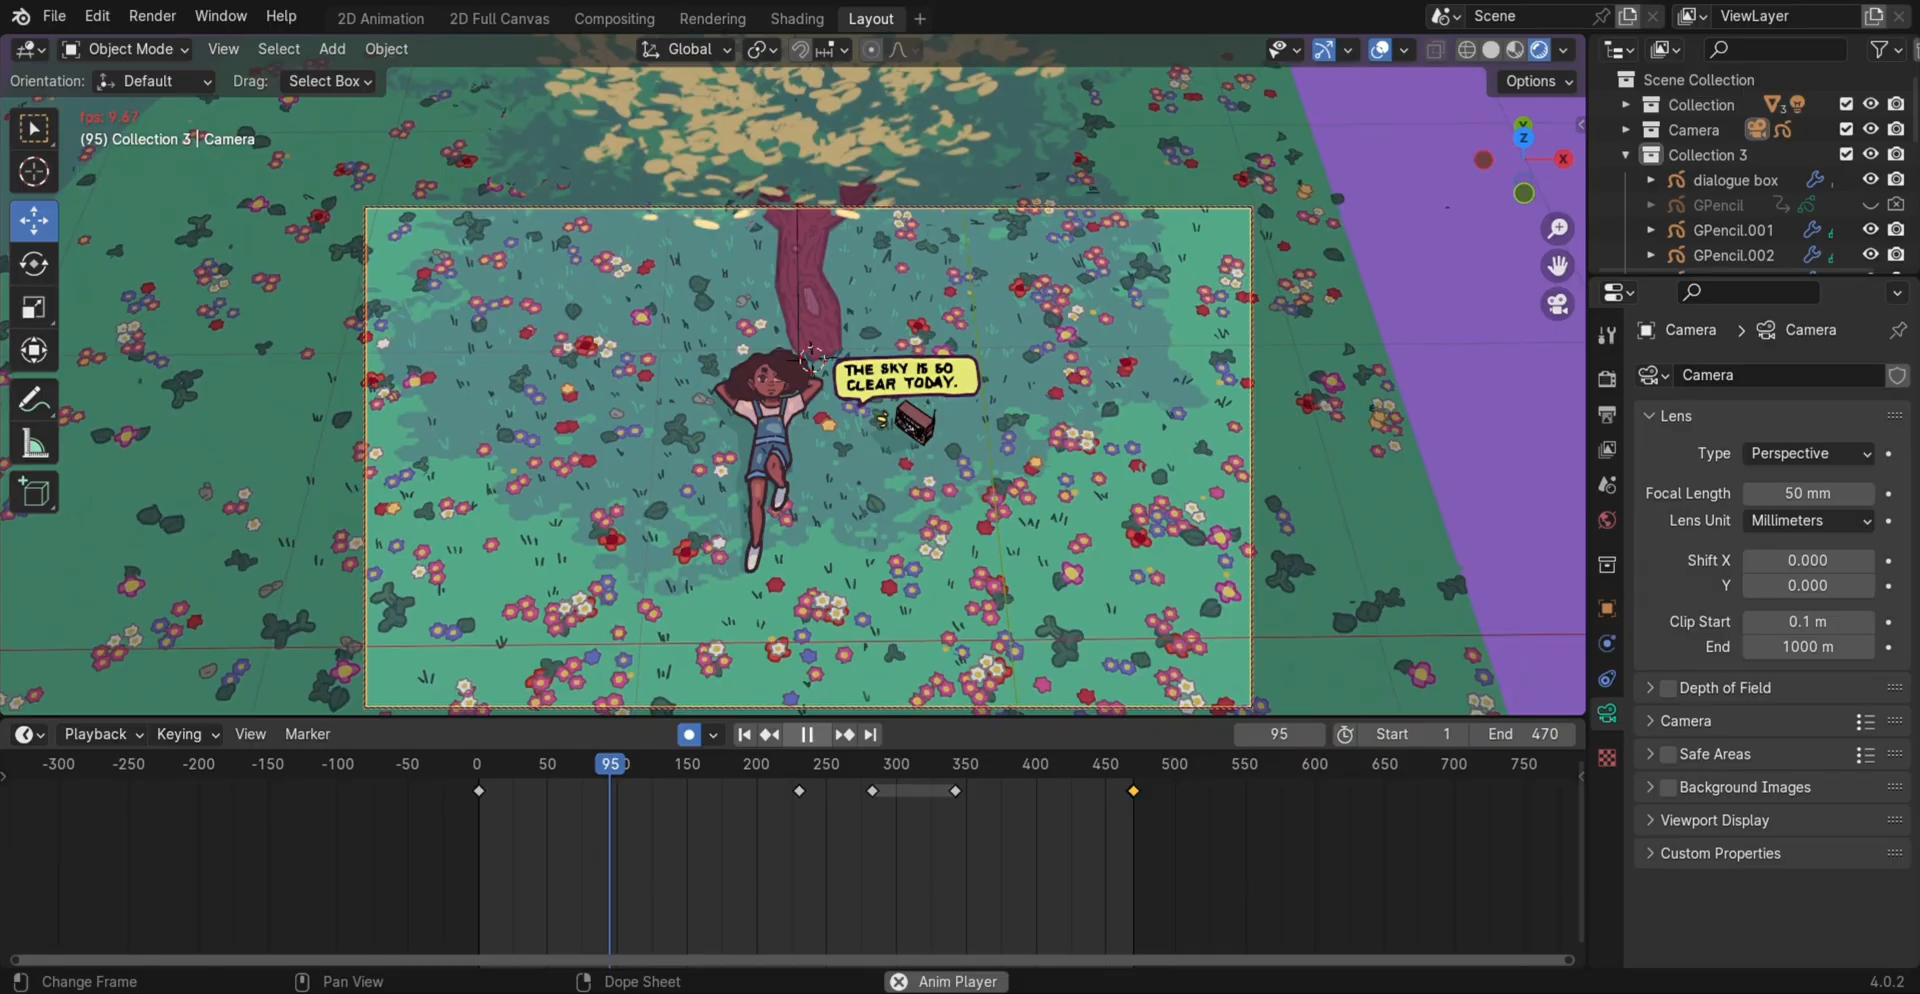 File Edit Render Window Help 2D Animation 2D Full Canvas Compositing Rendering Shading Layout Scene ViewLayer
Object Mode View Select Add Object Global
Orientation: Default Drag: Select Box Options
fps: 9.67
(95) Collection 3 | Camera
THE SKY IS SO
CLEAR TODAY.
Y
Z
X
Scene Collection
Collection 3
Camera
Collection 3
dialogue box
GPencil
GPencil.001
GPencil.002
Camera Camera
Camera
Lens
Type Perspective
Focal Length 50 mm
Lens Unit Millimeters
Shift X 0.000
Y 0.000
Clip Start 0.1 m
End 1000 m
Depth of Field
Camera
Safe Areas
Background Images
Viewport Display
Custom Properties
Playback Keying View Marker 95 Start 1 End 470
-300 -250 -200 -150 -100 -50 0 50 95 150 200 250 300 350 400 450 500 550 600 650 700 750
Change Frame Pan View Dope Sheet Anim Player 4.0.2